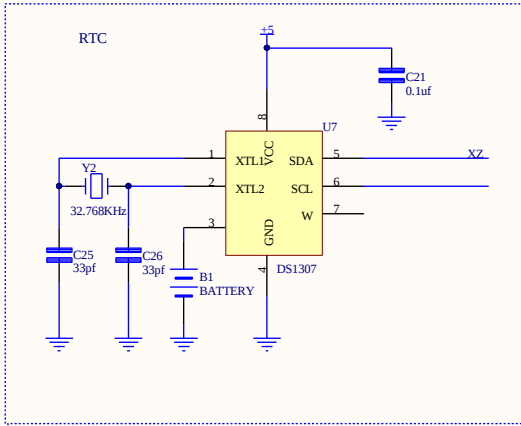 +5
RTC
C21
0.1uf
8
U7
VCC
1
XTL1
SDA
5
XZ
Y2
2
XTL2
SCL
6
32.768KHz
3
W
7
GND
C25
33pf
C26
33pf
4
DS1307
B1
BATTERY